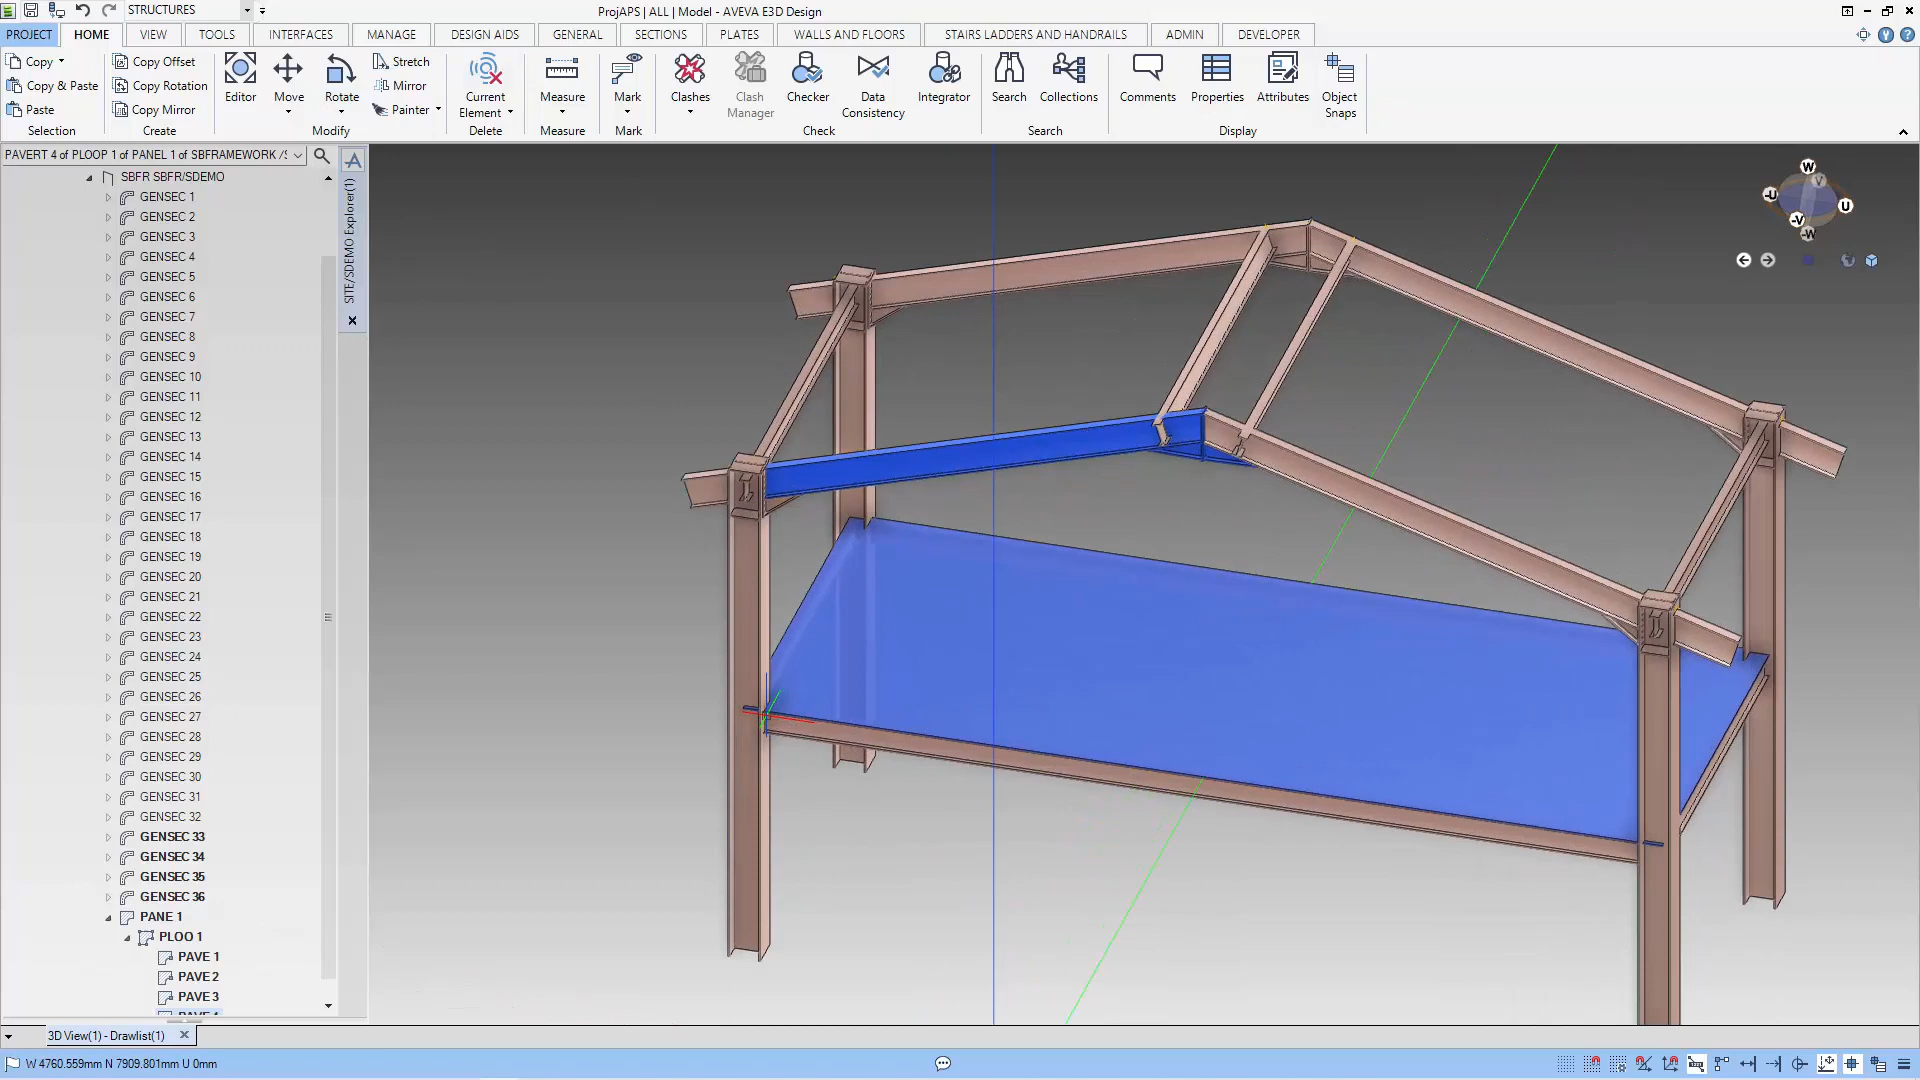 STRUCTURES
ProjAPS | ALL | Model - AVEVA E3D Design
PROJECT
HOME
VIEW
TOOLS
INTERFACES
MANAGE
DESIGN AIDS
GENERAL
SECTIONS
PLATES
WALLS AND FLOORS
STAIRS LADDERS AND HANDRAILS
ADMIN
DEVELOPER
Copy
Copy & Paste
Paste
Selection
Copy Offset
Copy Rotation
Copy Mirror
Create
Editor
Move
Rotate
Stretch
Mirror
Painter
Modify
Current
Element
Delete
Measure
Measure
Mark
Mark
Clashes
Clash
Manager
Checker
Data
Consistency
Integrator
Check
Search
Collections
Search
Comments
Properties
Attributes
Object
Snaps
Display
PAVERT 4 of PLOOP 1 of PANEL 1 of SBFRAMEWORK /S
SITE/SDEMO Explorer(1)
SBFR SBFR/SDEMO
GENSEC 1
GENSEC 2
GENSEC 3
GENSEC 4
GENSEC 5
GENSEC 6
GENSEC 7
GENSEC 8
GENSEC 9
GENSEC 10
GENSEC 11
GENSEC 12
GENSEC 13
GENSEC 14
GENSEC 15
GENSEC 16
GENSEC 17
GENSEC 18
GENSEC 19
GENSEC 20
GENSEC 21
GENSEC 22
GENSEC 23
GENSEC 24
GENSEC 25
GENSEC 26
GENSEC 27
GENSEC 28
GENSEC 29
GENSEC 30
GENSEC 31
GENSEC 32
GENSEC 33
GENSEC 34
GENSEC 35
GENSEC 36
PANE 1
PLOO 1
PAVE 1
PAVE 2
PAVE 3
W
V
-U
U
-V
-W
3D View(1) - Drawlist(1)
W 4760.559mm N 7909.801mm U 0mm